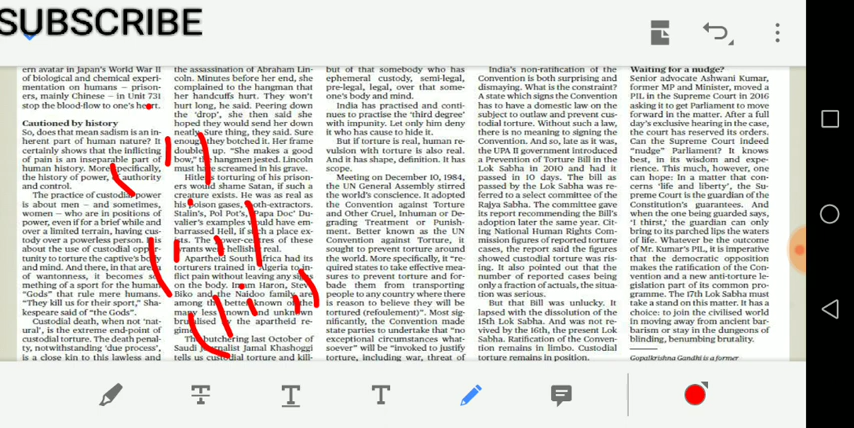 SUBSCRIBE
ern avatar in Japan's World War II
of biological and chemical experi-
mentation on humans – prison-
ers, mainly Chinese – in Unit 731
stop the blood-flow to one's heart.
Cautioned by history
So, does that mean sadism is an in-
herent part of human nature? It
certainly shows that the inflicting
of pain is an inseparable part of
human history. More specifically,
the history of power, authority
and control.
The practice of custodial power
is about men – and sometimes,
women – who are in positions of
power, even if for a brief while and
over a limited terrain, having cus-
tody over a powerless person. It is
about the use of custodial oppor-
tunity to torture the captive's body
and mind. And there, in that area
of wantonness, it becomes something of a sport for the human
"Gods" that rule mere humans.
"They kill us for their sport," Sha-
kespeare said of "the Gods".
Custodial death, when not 'nat-
ural', is the extreme end-point of
custodial torture. The death penal-
ty, notwithstanding 'due process',
is a close kin to this lawless and
the assassination of Abraham Lin-
coln. Minutes before her end, she
complained to the hangman that
her handcuffs hurt. They won't
hurt long, he said. Peering down
the 'drop', she then said she
hoped they would send her down
neatly. Sure thing, they said. Sure
enough, they botched it. Her frame
doubled up. "She makes a good
bow," the hangmen jested. Lincoln
must have screamed in his grave.
Hitler's torturing of his prison-
ers would shame Satan, if such a
creature exists. He was as real as
his poison gases, tooth-extractors.
Stalin's, Pol Pot's, 'Papa Doc' Du-
valier's examples would have em-
barrassed Hell, if such a place ex-
ists. The power-centres of these
tyrants were hellish, real.
Apartheid South Africa had its
torturers trained in Algeria to in-
flict pain without leaving any signs
on the body. Imam Haron, Steve
Biko and the Naidoo family are
among the better known of the
many less known and unknown
brutalised by the apartheid re-
gime.
The butchering last October of
Saudi journalist Jamal Khashoggi
tells us custodial torture and kill-
but of that somebody who has
ephemeral custody, semi-legal,
pre-legal, legal, over that some-
one's body and mind.
India has practised and conti-
nues to practise the 'third degree'
with impunity. Let only him deny
it who has cause to hide it.
But if torture is real, human re-
vulsion with torture is also real.
And it has shape, definition. It has
scope.
Meeting on December 10, 1984,
the UN General Assembly stirred
the world's conscience. It adopted
the Convention against Torture
and Other Cruel, Inhuman or De-
grading Treatment or Punish-
ment. Better known as the UN
Convention against Torture, it
sought to prevent torture around
the world. More specifically, it "re-
quired states to take effective mea-
sures to prevent torture and for-
bade them from transporting
people to any country where there
is reason to believe they will be
tortured (refoulement)". Most sig-
nificantly, the Convention made
state parties to undertake that "no
exceptional circumstances what-
soever" will be "invoked to justify
torture, including war, threat of
India's non-ratification of the
Convention is both surprising and
dismaying. What is the constraint?
A state which signs the Convention
has to have a domestic law on the
subject to outlaw and prevent cus-
todial torture. Without such a law,
there is no meaning to signing the
Convention. And so, late as it was,
the UPA II government introduced
a Prevention of Torture Bill in the
Lok Sabha in 2010 and had it
passed in 10 days. The bill as
passed by the Lok Sabha was re-
ferred to a select committee of the
Rajya Sabha. The committee gave
its report recommending the Bill's
adoption later the same year. Cit-
ing National Human Rights Com-
mission figures of reported torture
cases, the report said the figures
showed custodial torture was ris-
ing. It also pointed out that the
number of reported cases being
only a fraction of actuals, the situa-
tion was serious.
But that Bill was unlucky. It
lapsed with the dissolution of the
15th Lok Sabha. And was not re-
vived by the 16th, the present Lok
Sabha. Ratification of the Conven-
tion remains in limbo. Custodial
torture remains in position.
Waiting for a nudge?
Senior advocate Ashwani Kumar,
former MP and Minister, moved a
PIL in the Supreme Court in 2016
asking it to get Parliament to move
forward in the matter. After a full
day's exclusive hearing in the case,
the court has reserved its orders.
Can the Supreme Court indeed
"nudge" Parliament? It knows
best, in its wisdom and expe-
rience. This much, however, one
can hope: In a matter that con-
cerns 'life and liberty', the Su-
preme Court is the guardian of the
Constitution's guarantees. And
when the one being guarded says,
'I thirst,' the guardian can only
bring to its parched lips the waters
of life. Whatever be the outcome
of Mr. Kumar's PIL, it is imperative
that the democratic opposition
makes the ratification of the Con-
vention and a new anti-torture le-
gislation part of its common pro-
gramme. The 17th Lok Sabha must
take a stand on this matter. It has a
choice: to join the civilised world
in moving away from ancient bar-
barism or stay in the dungeons of
blinding, benumbing brutality.
Gopalkrishna Gandhi is a former
T
T
T